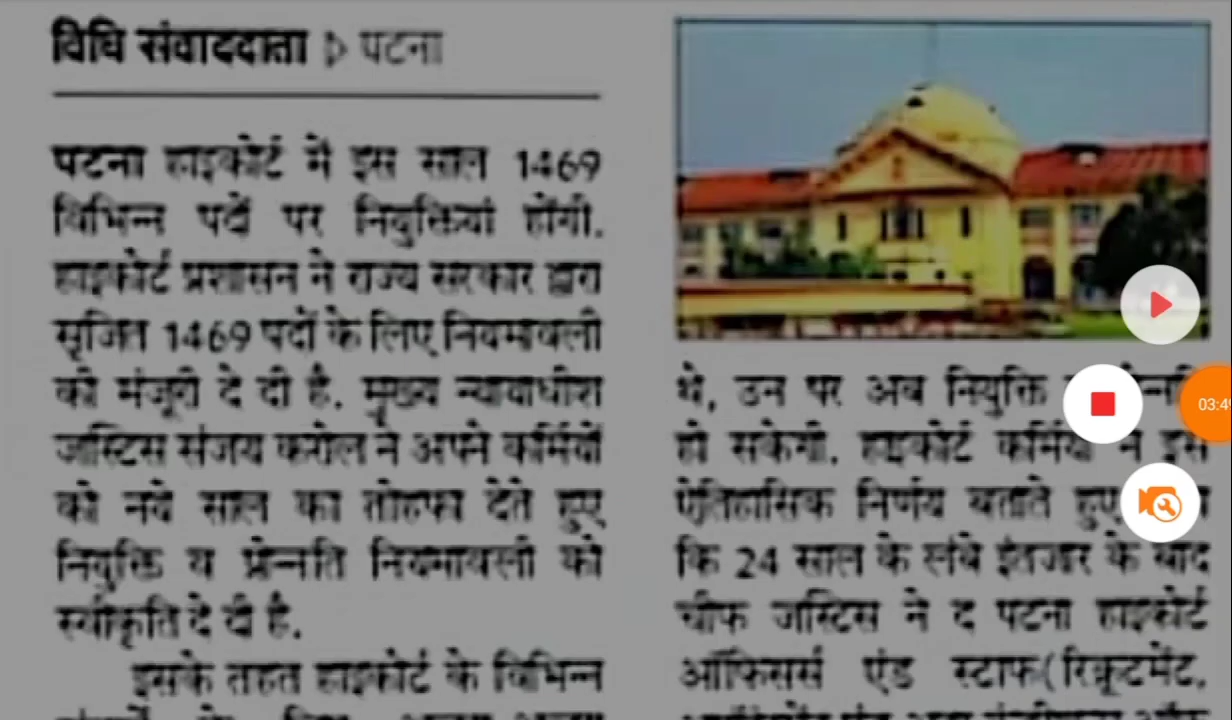 विधि संवाददाता ▷ पटना
पटना हाइकोर्ट में इस साल 1469
विभिन्न पदों पर नियुक्तियां होंगी.
हाइकोर्ट प्रशासन ने राज्य सरकार द्वारा
सृजित 1469 पदों के लिए नियमावली
को मंजूरी दे दी है. मुख्य न्यायाधीश
जस्टिस संजय करोल ने अपने कर्मियों
को नये साल का तोहफा देते हुए
नियुक्ति व प्रोन्नति नियमावली को
स्वीकृति दे दी है.
इसके तहत हाइकोर्ट के विभिन्न
थे, उन पर अब नियुक्ति
हो सकेगी. हाइकोर्ट कर्मियों ने इसे
ऐतिहासिक निर्णय बताते हुए
कि 24 साल के लंबे इंतजार के बाद
चीफ जस्टिस ने द पटना हाइकोर्ट
ऑफिसर्स एंड स्टाफ(रिक्रूटमेंट,
03:4